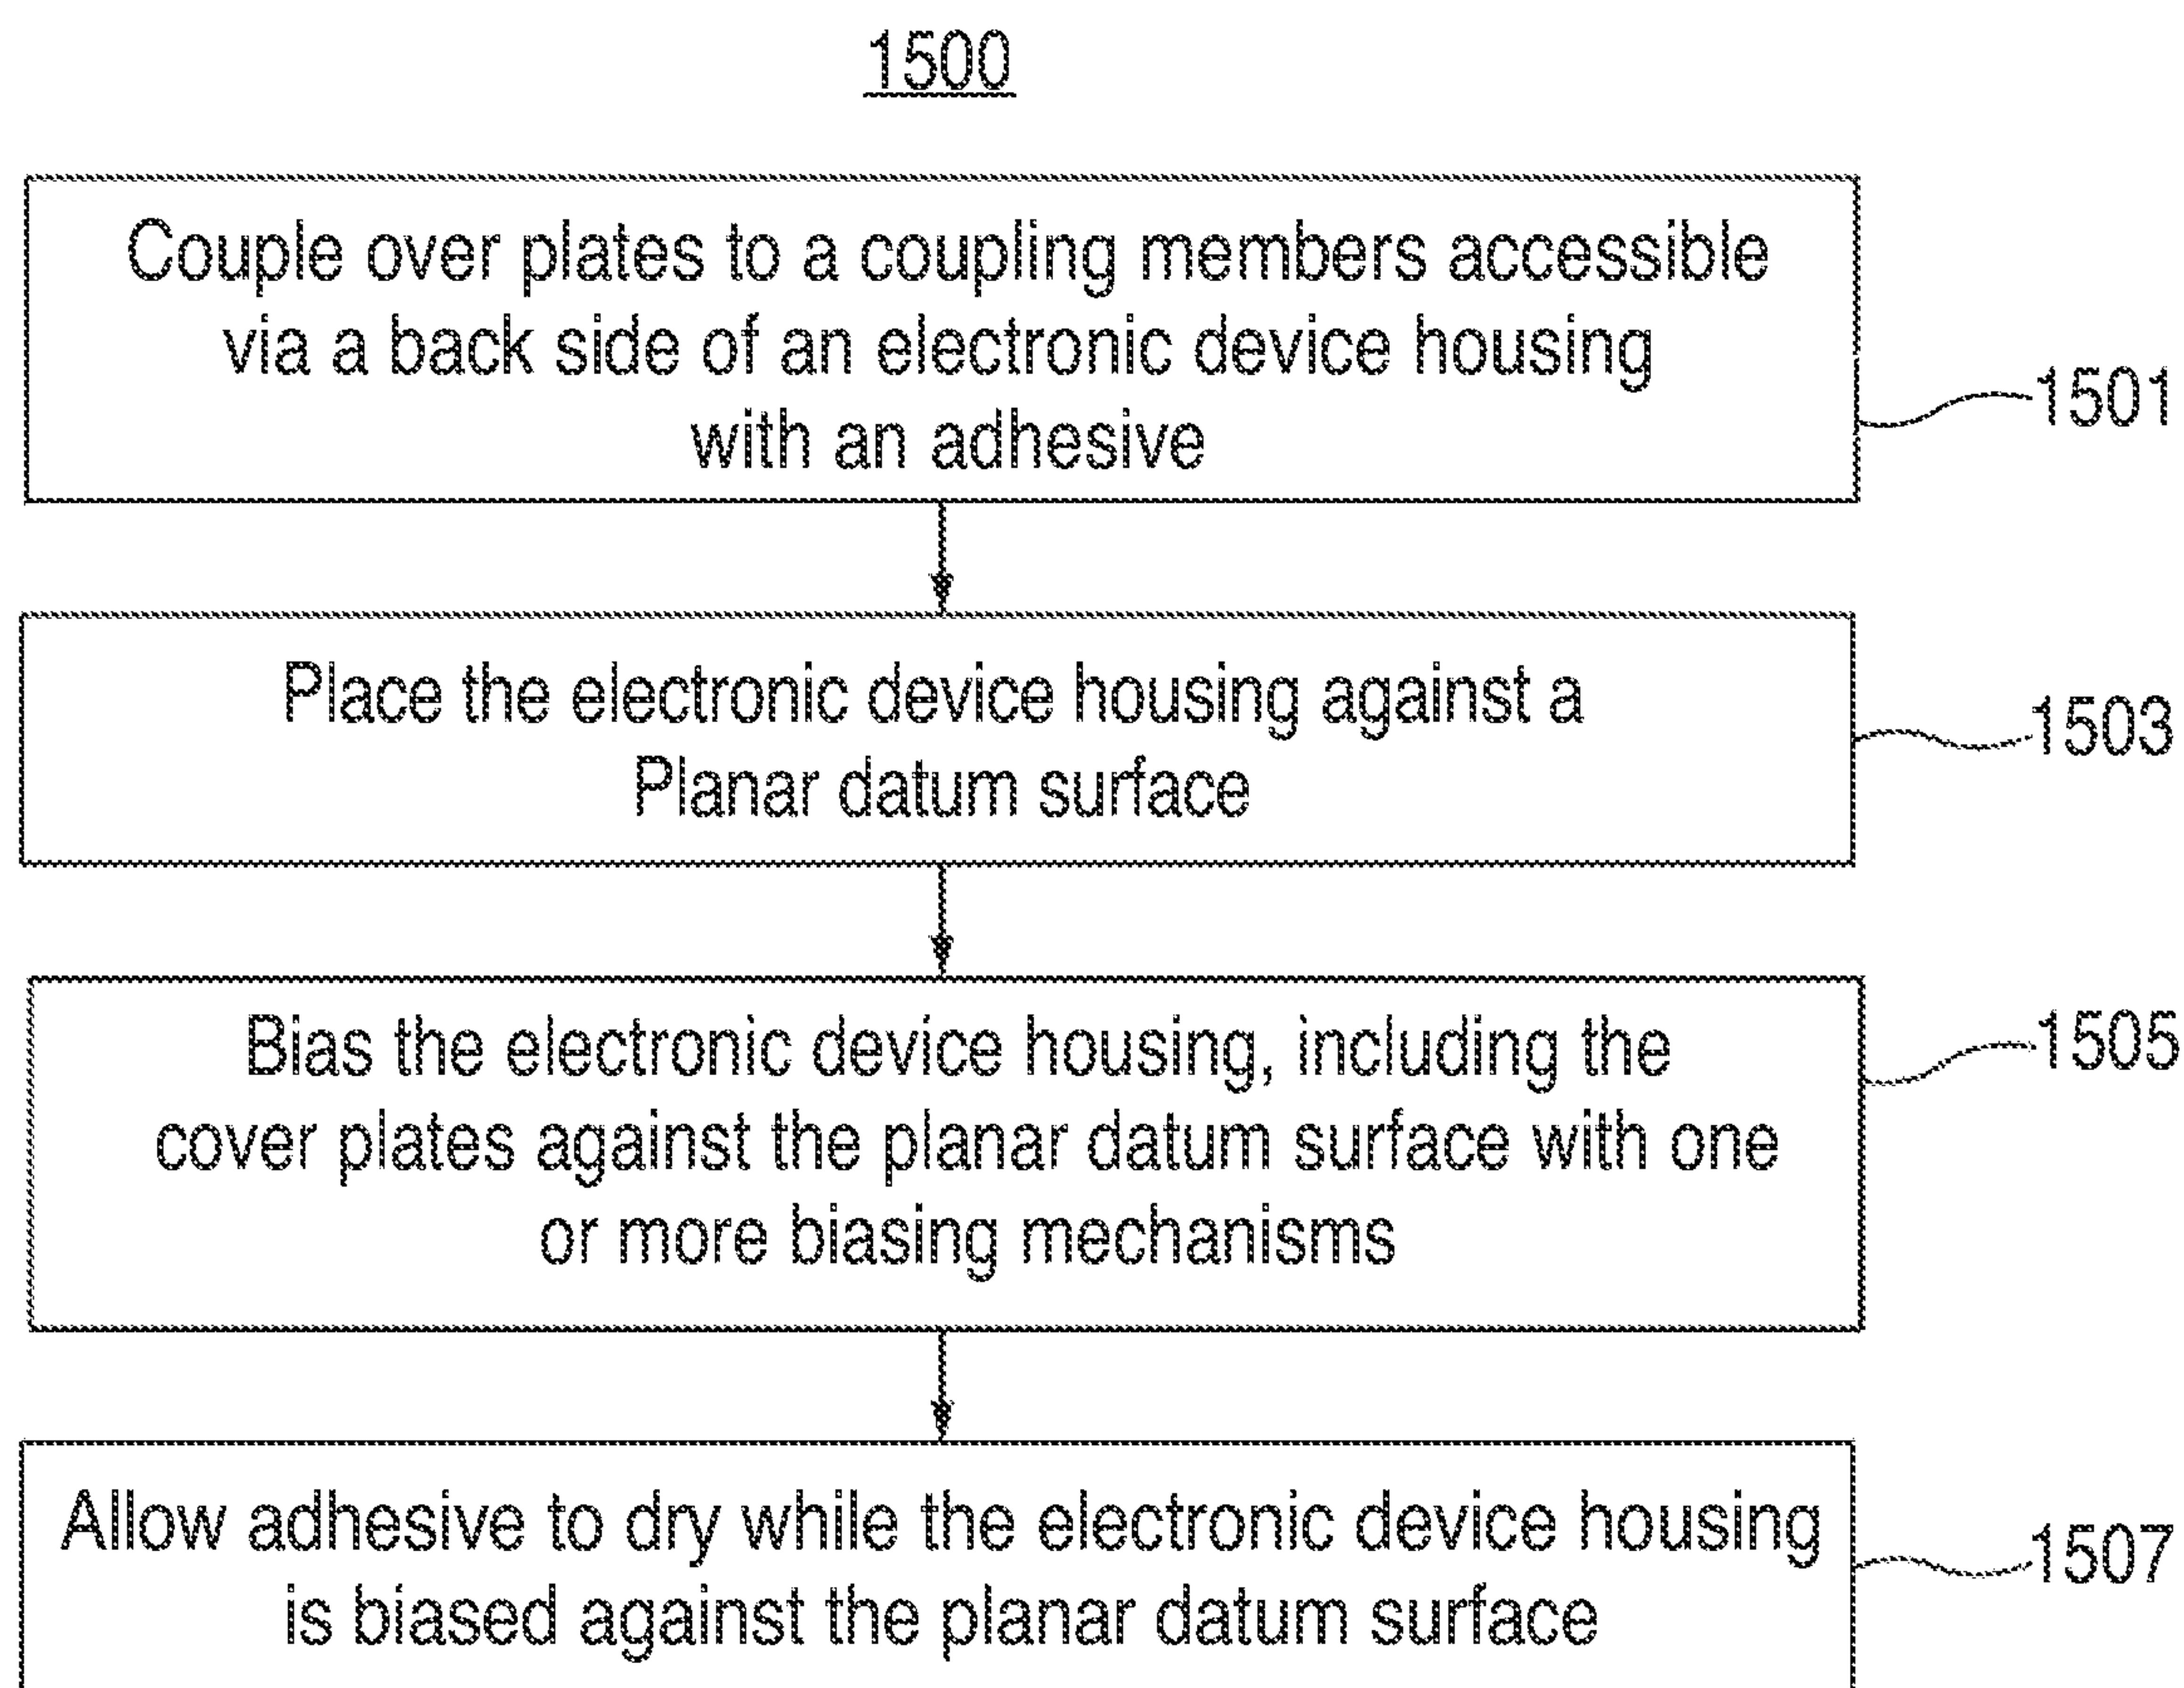 1500
Couple over plates to a coupling members accessible
via a back side of an electronic device housing
with an adhesive
1501
Place the electronic device housing against a
Planar datum surface
1503
Bias the electronic device housing, including the
cover plates against the planar datum surface with one
or more biasing mechanisms
1505
Allow adhesive to dry while the electronic device housing
is biased against the planar datum surface
1507